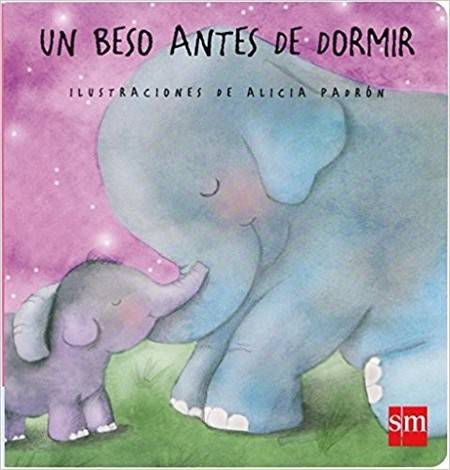 UN BESO ANTES DE DORMIR
ILUSTRACIONES DE ALICIA PADRÓN
sm